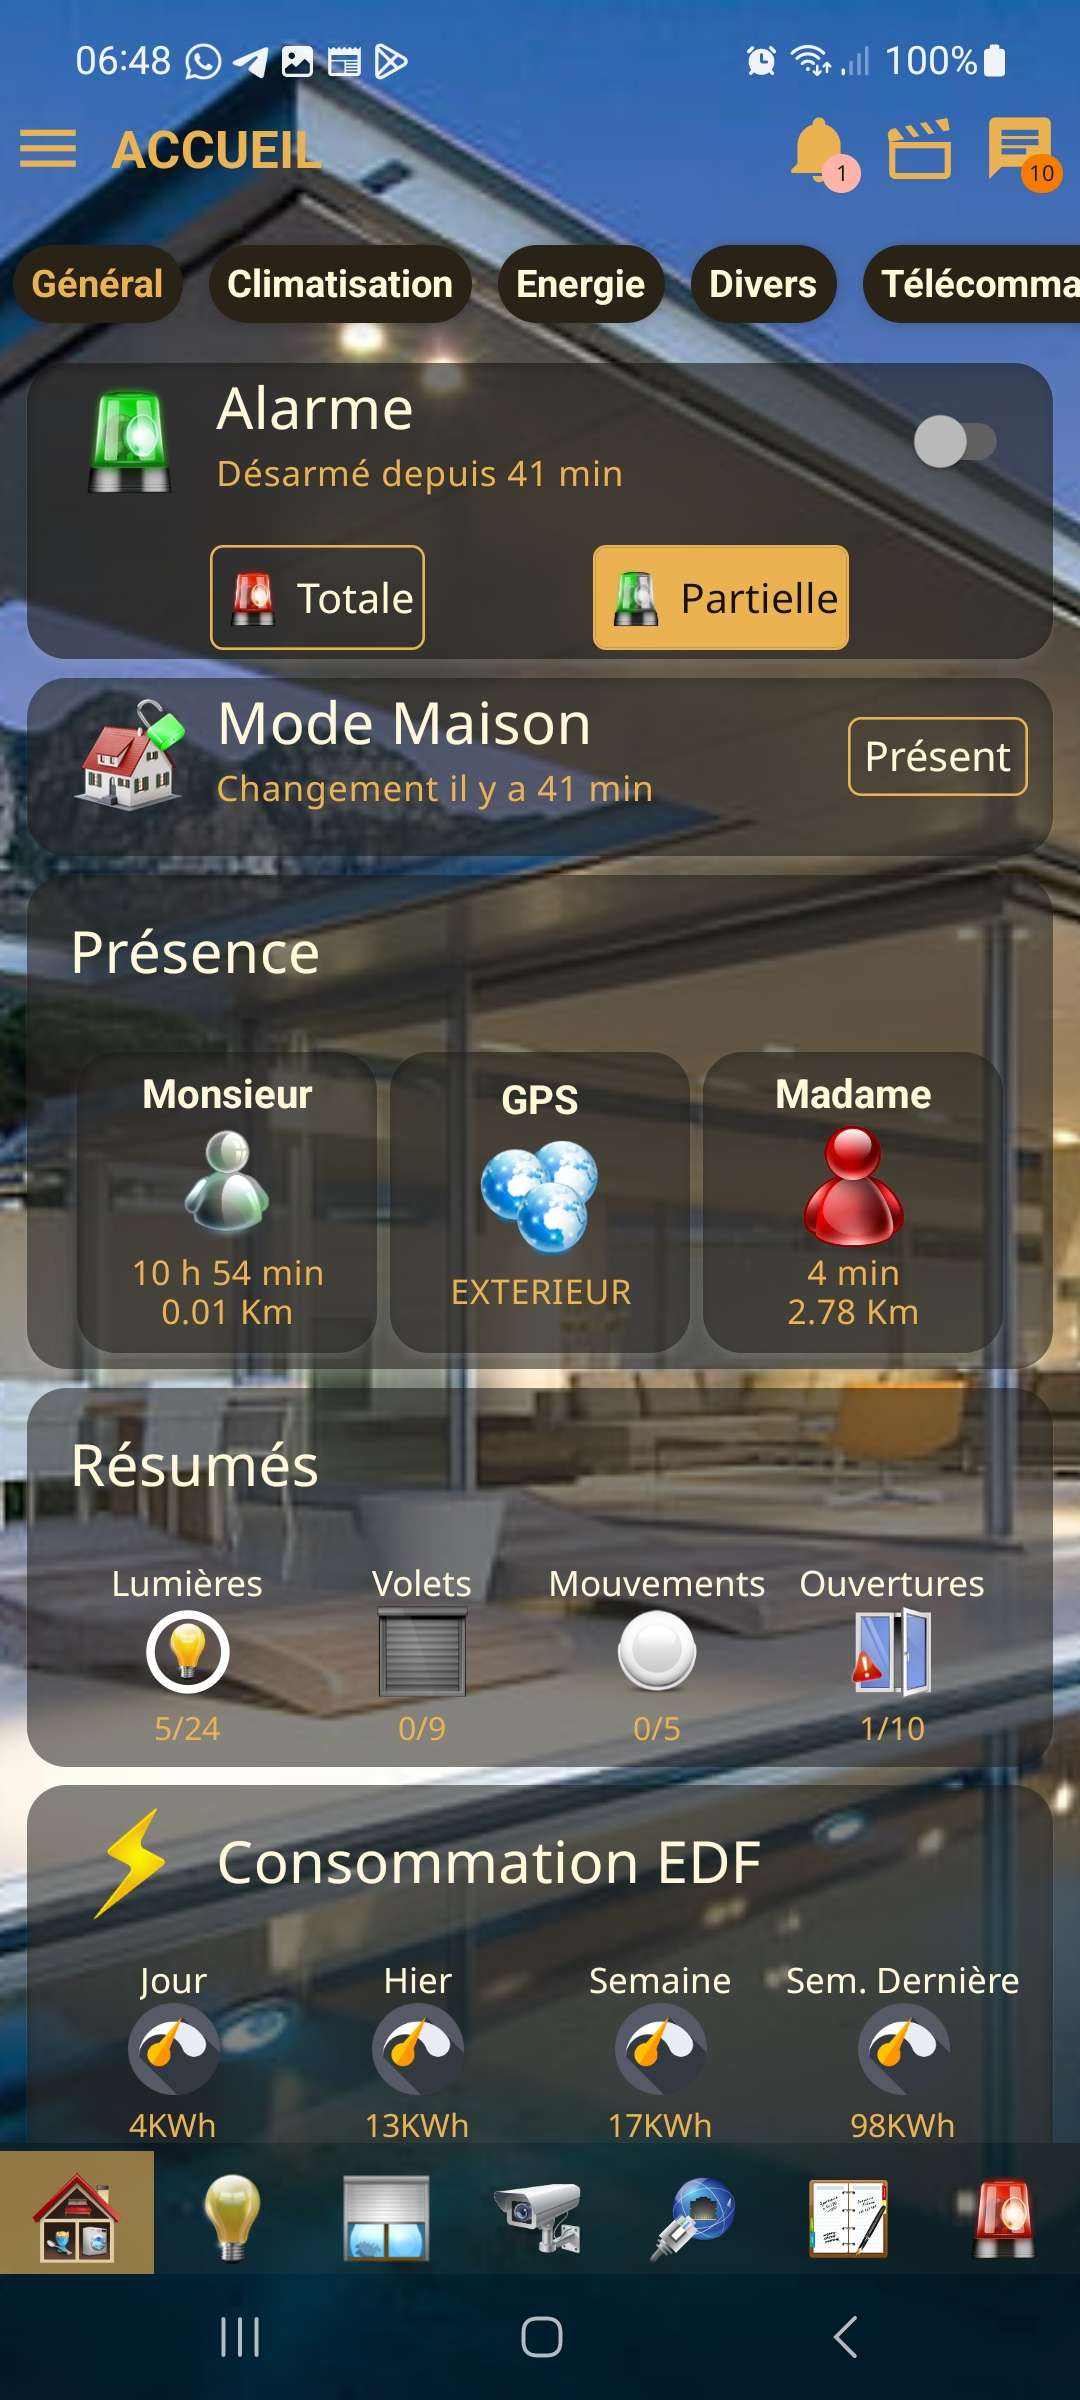 06:48
100%
ACCUEIL
1
10
Général
Climatisation
Energie
Divers
Télécomma
Alarme
Désarmé depuis 41 min
Totale
Partielle
Mode Maison
Changement il y a 41 min
Présent
Présence
Monsieur
10 h 54 min
0.01 Km
GPS
EXTERIEUR
Madame
4 min
2.78 Km
Résumés
Lumières
Volets
Mouvements
Ouvertures
5/24
0/9
0/5
1/10
Consommation EDF
Jour
Hier
Semaine
Sem. Dernière
4KWh
13KWh
17KWh
98KWh